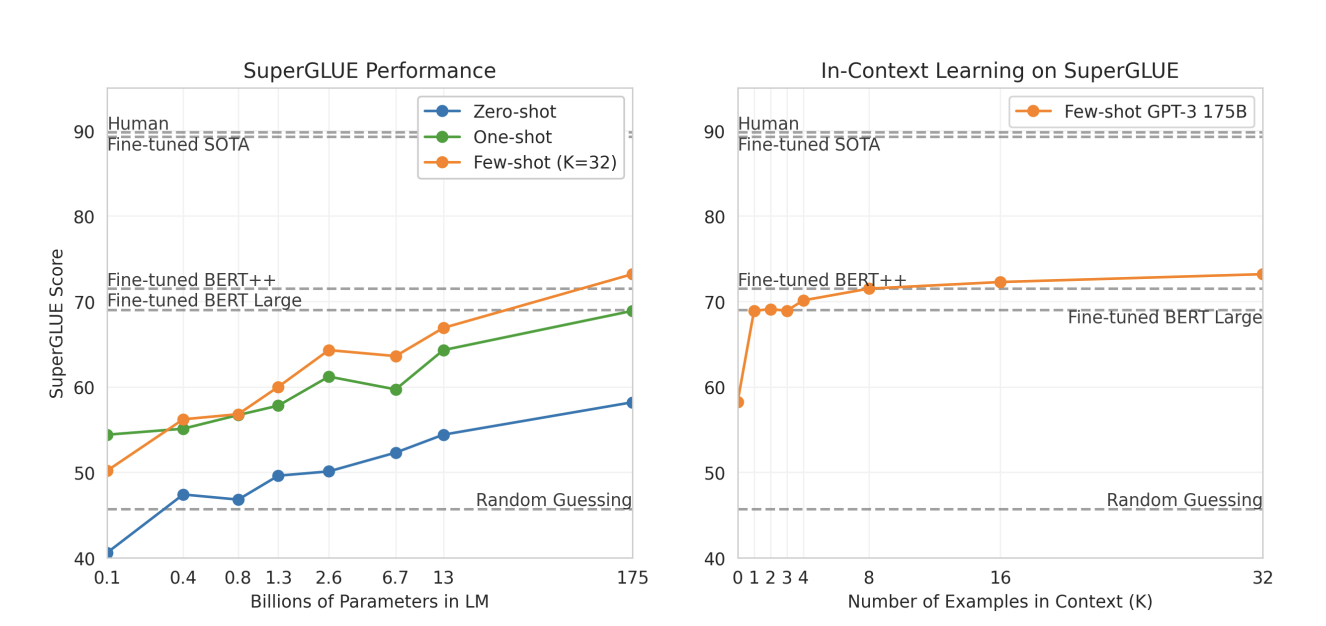 SuperGLUE Performance
Human
Fine-tuned SOTA
Zero-shot
One-shot
Few-shot (K=32)
Fine-tuned BERT++
Fine-tuned BERT Large
Random Guessing
SuperGLUE Score
90
80
70
60
50
40
0.1 0.4 0.8 1.3 2.6 6.7 13 175
Billions of Parameters in LM
In-Context Learning on SuperGLUE
Human
Fine-tuned SOTA
Few-shot GPT-3 175B
Fine-tuned BERT++
Fine-tuned BERT Large
Random Guessing
90
80
70
60
50
40
0 1 2 3 4 8 16 32
Number of Examples in Context (K)